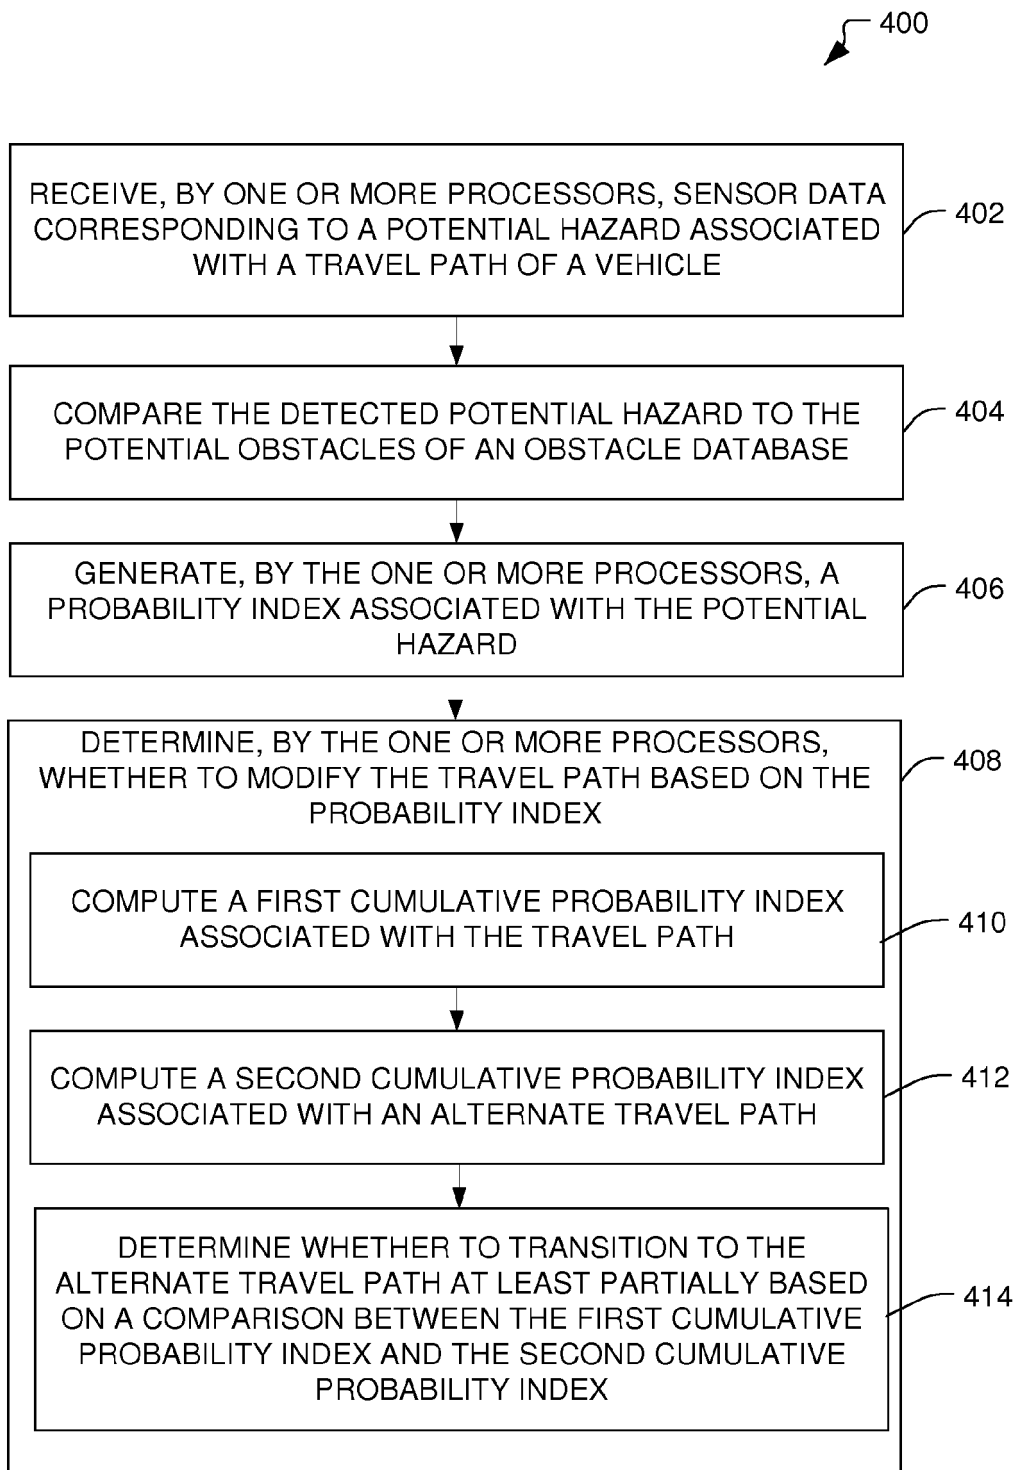 400
RECEIVE, BY ONE OR MORE PROCESSORS, SENSOR DATA
CORRESPONDING TO A POTENTIAL HAZARD ASSOCIATED
WITH A TRAVEL PATH OF A VEHICLE
402
COMPARE THE DETECTED POTENTIAL HAZARD TO THE
POTENTIAL OBSTACLES OF AN OBSTACLE DATABASE
404
GENERATE, BY THE ONE OR MORE PROCESSORS, A
PROBABILITY INDEX ASSOCIATED WITH THE POTENTIAL
HAZARD
406
DETERMINE, BY THE ONE OR MORE PROCESSORS,
WHETHER TO MODIFY THE TRAVEL PATH BASED ON THE
PROBABILITY INDEX
408
COMPUTE A FIRST CUMULATIVE PROBABILITY INDEX
ASSOCIATED WITH THE TRAVEL PATH
410
COMPUTE A SECOND CUMULATIVE PROBABILITY INDEX
ASSOCIATED WITH AN ALTERNATE TRAVEL PATH
412
DETERMINE WHETHER TO TRANSITION TO THE
ALTERNATE TRAVEL PATH AT LEAST PARTIALLY BASED
ON A COMPARISON BETWEEN THE FIRST CUMULATIVE
PROBABILITY INDEX AND THE SECOND CUMULATIVE
PROBABILITY INDEX
414